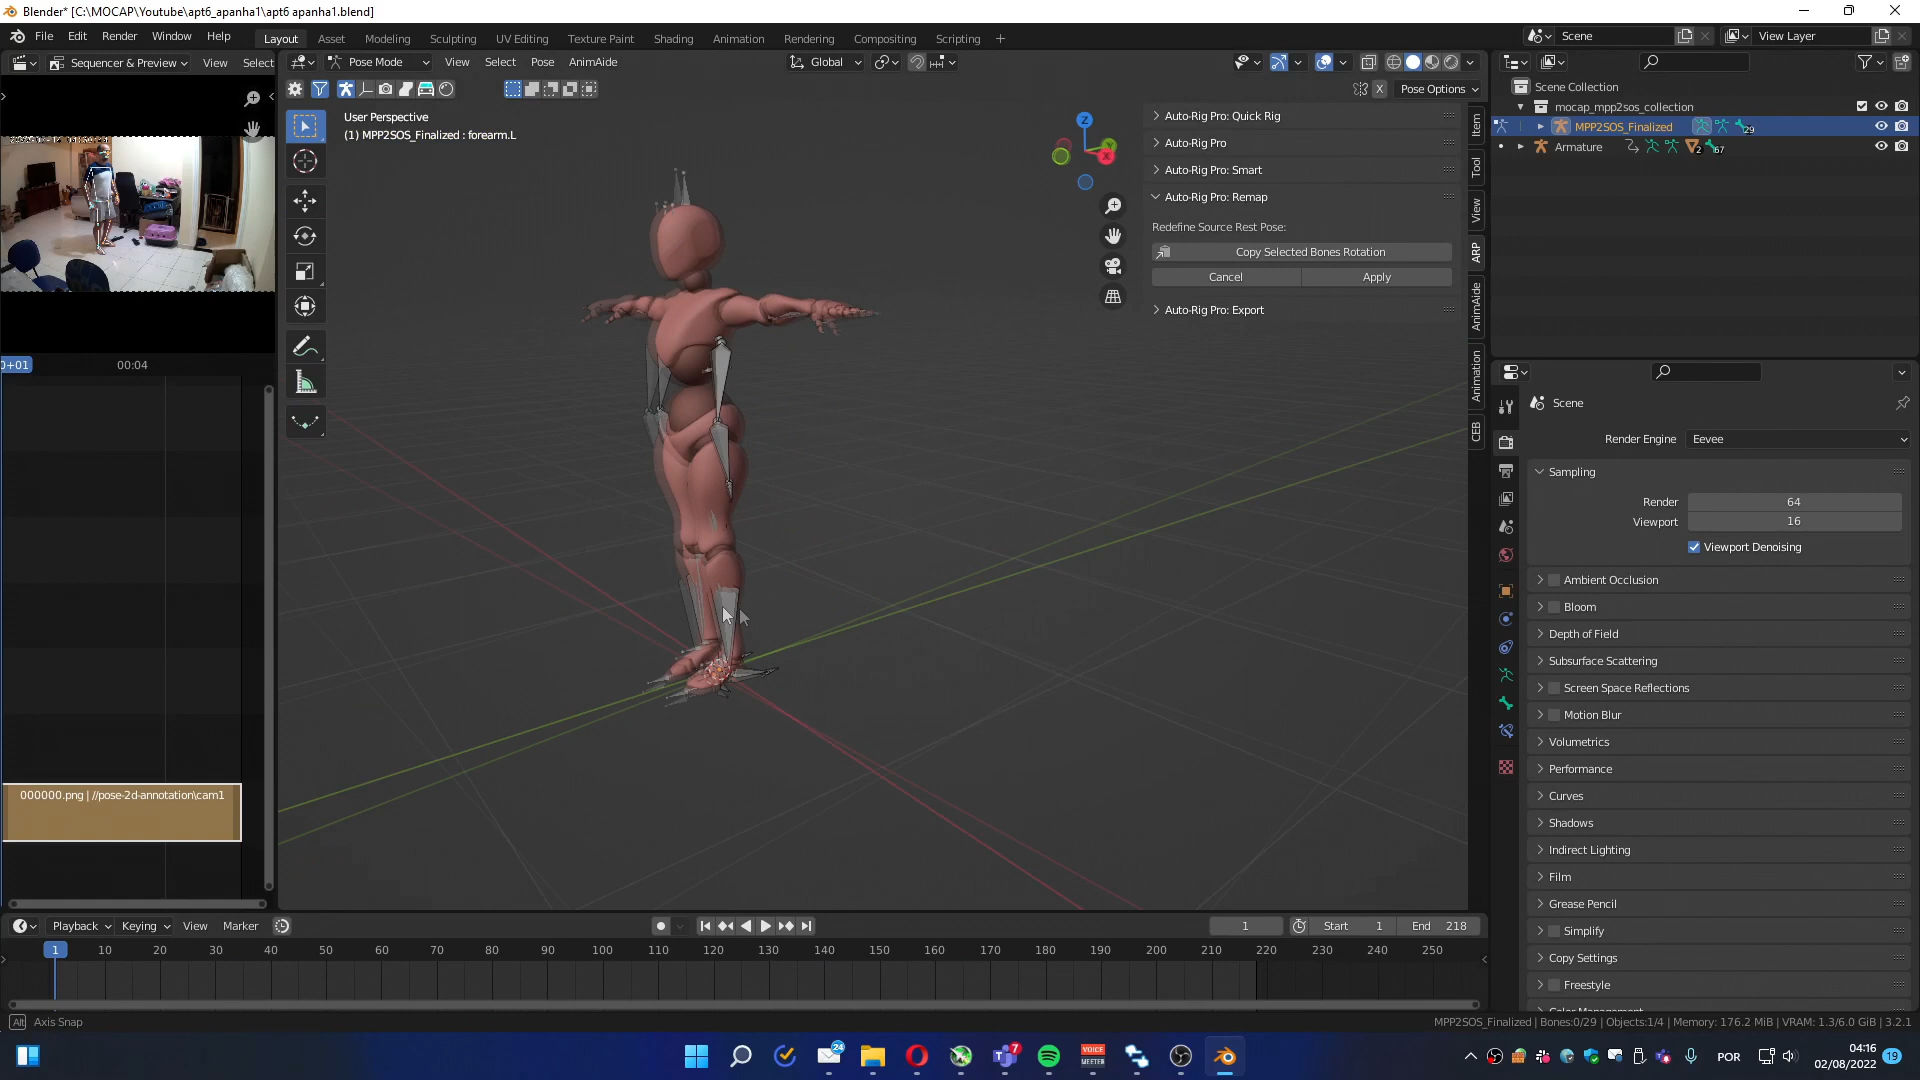 Blender* [C:\MOCAP\Youtube\apt6_apanha1\apt6 apanha1.blend]
File Edit Render Window Help
Layout Asset Modeling Sculpting UV Editing Texture Paint Shading Animation Rendering Compositing Scripting +
Scene View Layer
Sequencer & Preview View Select
Pose Mode View Select Pose AnimAide Global
X Pose Options
User Perspective
(1) MPP2SOS_Finalized : forearm.L
Z
X
Auto-Rig Pro: Quick Rig
Auto-Rig Pro
Auto-Rig Pro: Smart
Auto-Rig Pro: Remap
Redefine Source Rest Pose:
Copy Selected Bones Rotation
Cancel Apply
Auto-Rig Pro: Export
Item
Tool
View
ARP
AnimAide
Animation
CEB
Scene Collection
mocap_mpp2sos_collection
MPP2SOS_Finalized 29
Armature 2 67
Scene
Render Engine Eevee
Sampling
Render 64
Viewport 16
Viewport Denoising
Ambient Occlusion
Bloom
Depth of Field
Subsurface Scattering
Screen Space Reflections
Motion Blur
Volumetrics
Performance
Curves
Shadows
Indirect Lighting
Film
Grease Pencil
Simplify
Copy Settings
Freestyle
0+01 00:04
000000.png | //pose-2d-annotation\cam1
Playback Keying View Marker
1 Start 1 End 218
1 10 20 30 40 50 60 70 80 90 100 110 120 130 140 150 160 170 180 190 200 210 220 230 240 250
Alt Axis Snap
MPP2SOS_Finalized | Bones:0/29 | Objects:1/4 | Memory: 176.2 MiB | VRAM: 1.3/6.0 GiB | 3.2.1
24
7
VOICE
MEETER
POR
04:16
02/08/2022
19